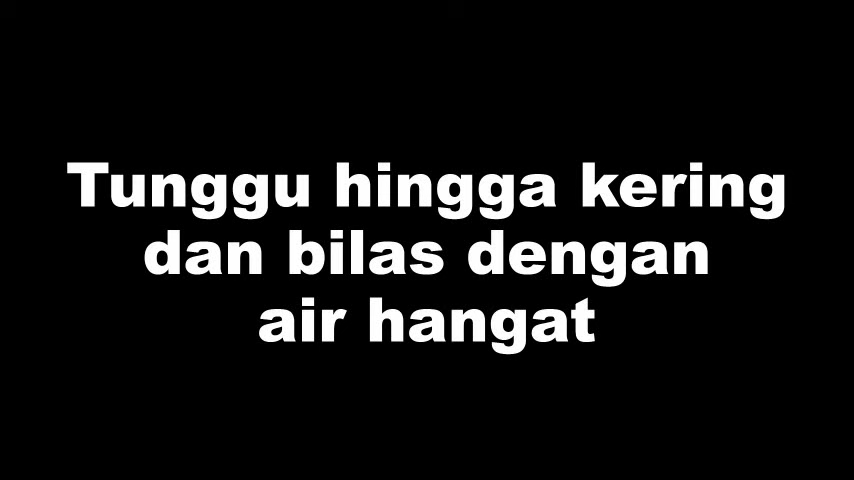 Tunggu hingga kering
dan bilas dengan
air hangat